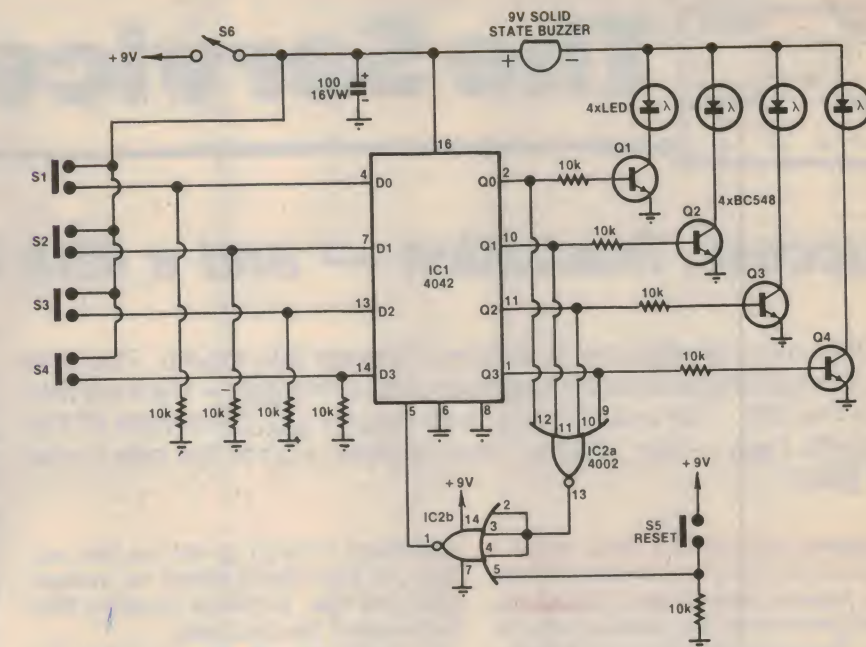 9V SOLID
STATE BUZZER
S6
+9V
+
-
100
16VW
+
-
4xLED
λ
λ
λ
λ
16
Q1
S1
4
D0
Q0
2
10k
4xBC548
Q2
S2
7
D1
Q1
10
10k
IC1
4042
Q3
S3
13
D2
Q2
11
10k
Q4
S4
14
D3
Q3
1
10k
10k
10k
10k
10k
5
6
8
12
11
10
9
IC2a
4002
13
+9V
+9V
IC2b
14
2
3
4
5
1
7
S5
RESET
10k